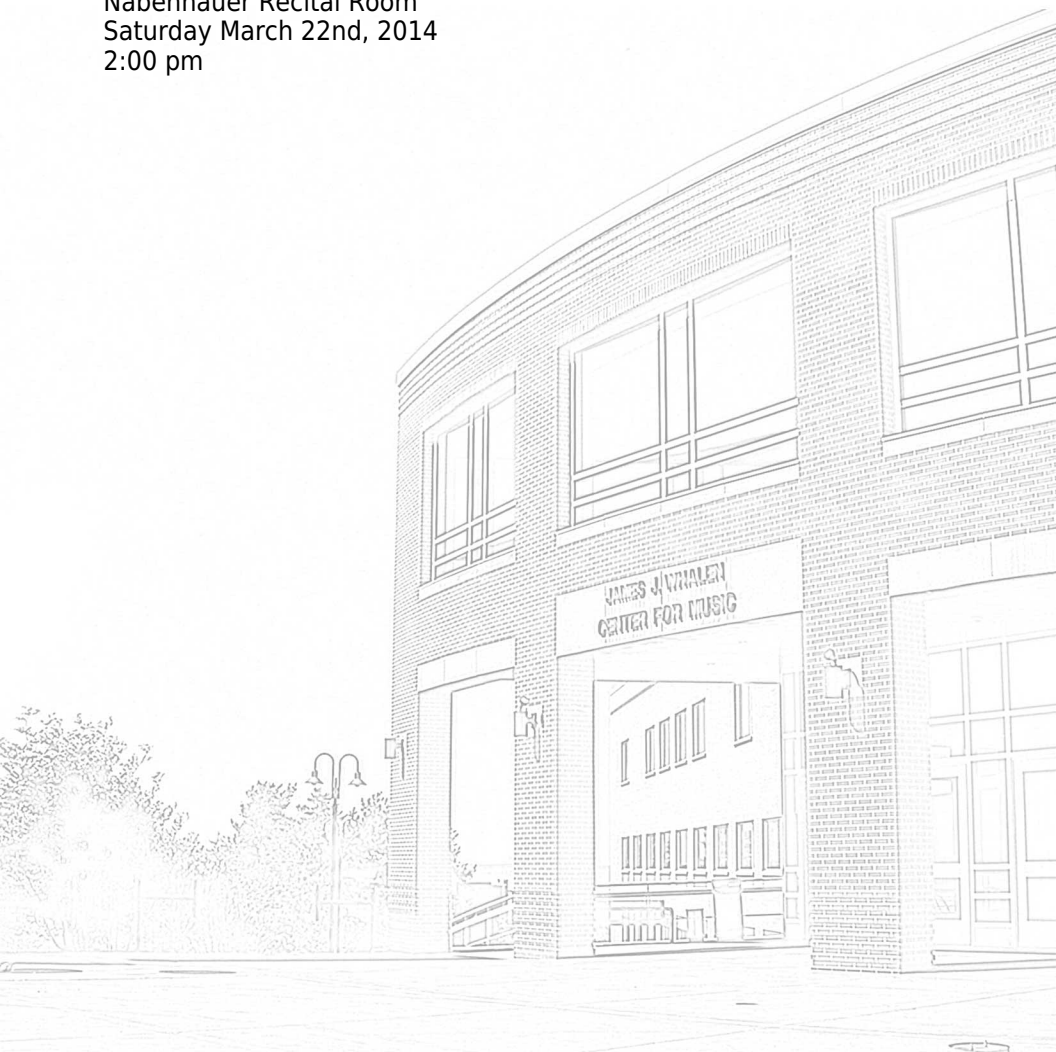 Nabenhauer Recital Room
Saturday March 22nd, 2014
2:00 pm
JAMES J. WHALEN
CENTER FOR MUSIC